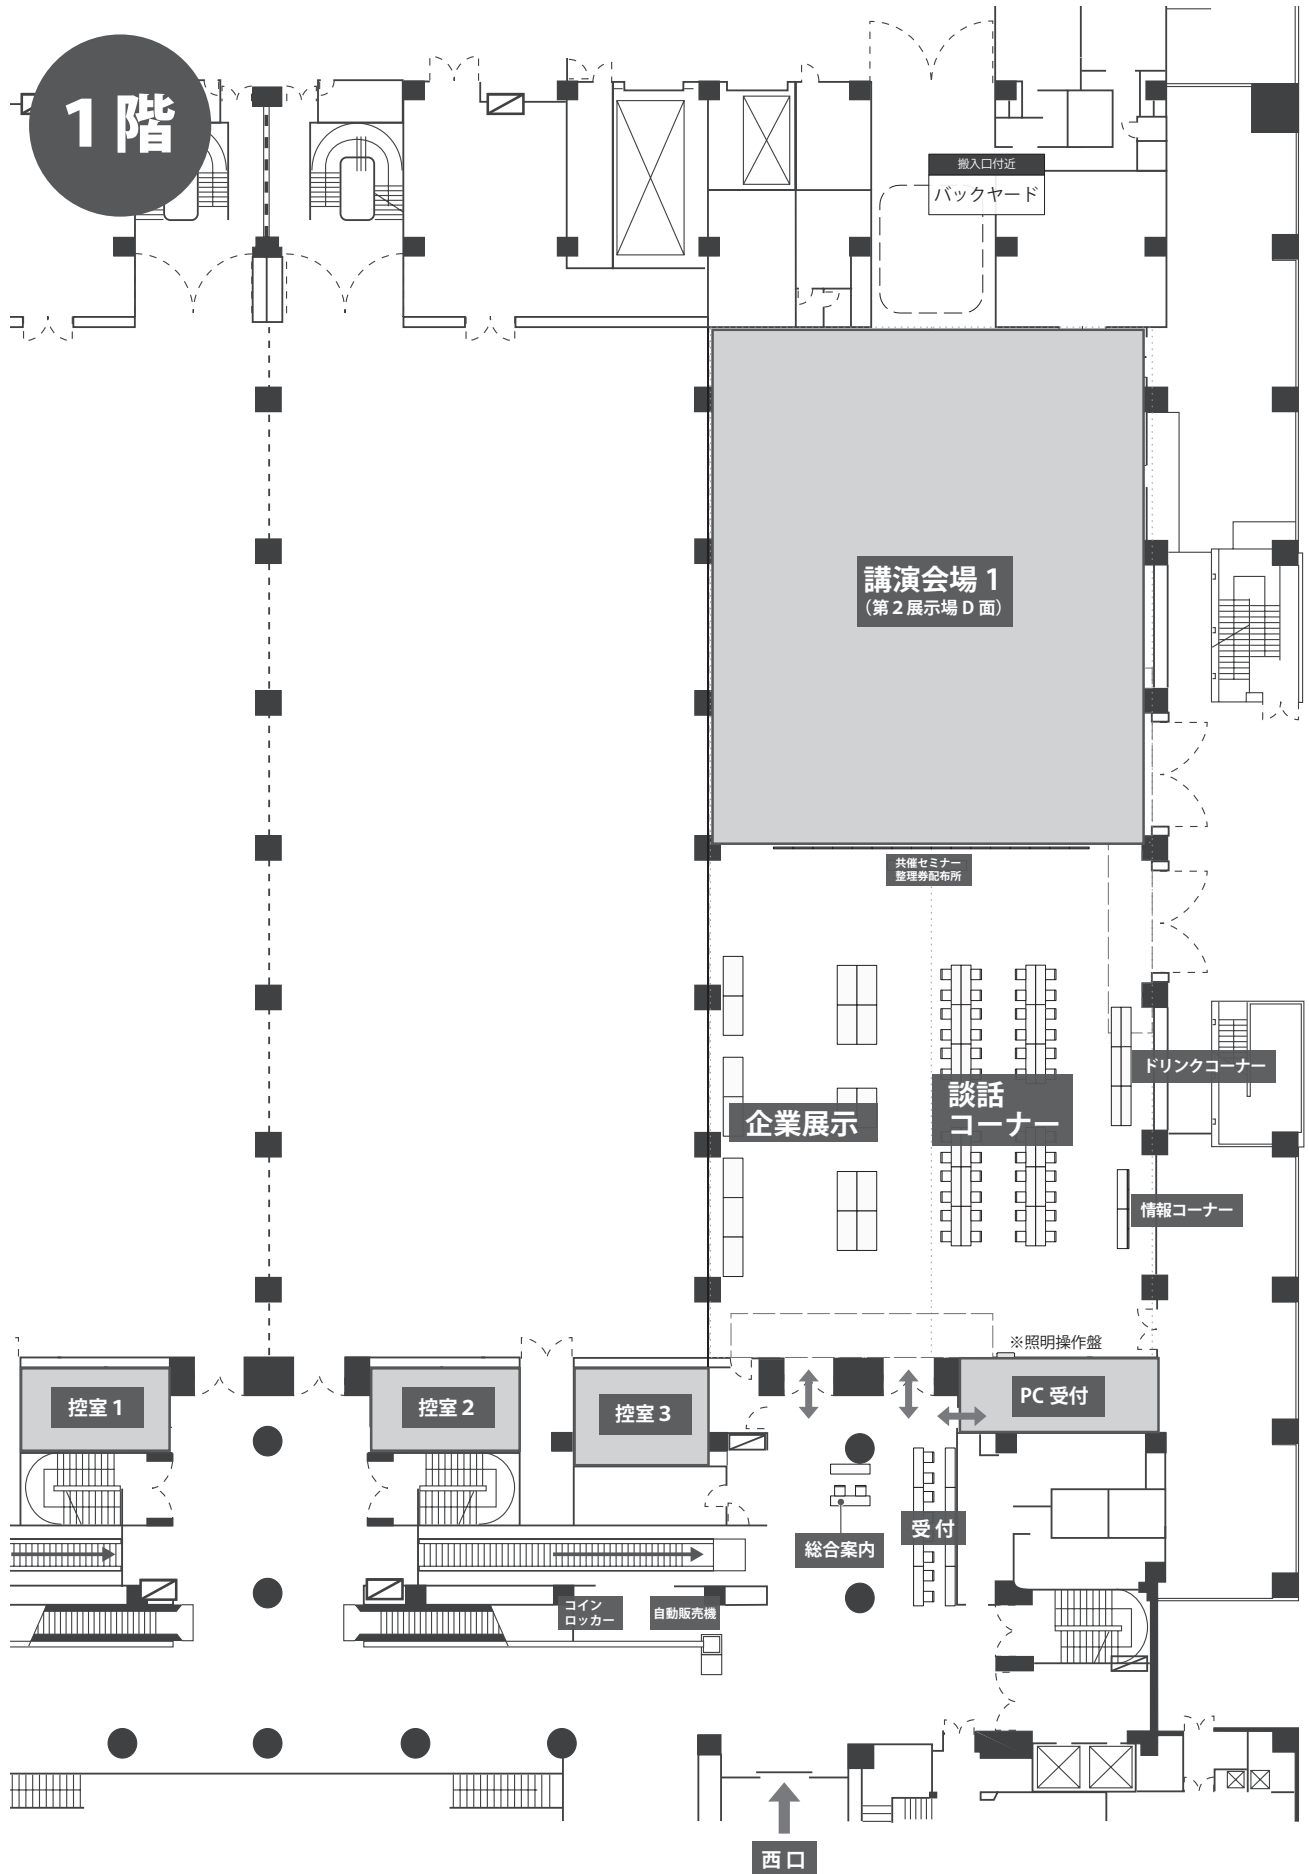 1階
搬入口付近
バックヤード
講演会場 1
（第２展示場 D 面）
共催セミナー
整理券配布所
ドリンクコーナー
談話
コーナー
企業展示
情報コーナー
※照明操作盤
PC 受付
控室 1
控室 2
控室 3
受 付
総合案内
コイン
ロッカー
自動販売機
西 口